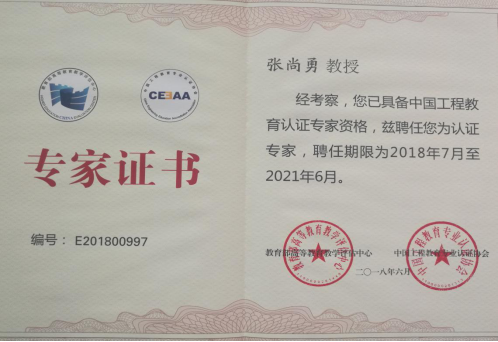 CEEAA
专家证书
编号： E201800997
张尚勇 教授
经考察，您已具备中国工程教
育认证专家资格，兹聘任您为认证
专家，聘任期限为2018年7月至
2021年6月。
教育部高等教育教学评估中心 中国工程教育专业认证协会
二〇一八年六月